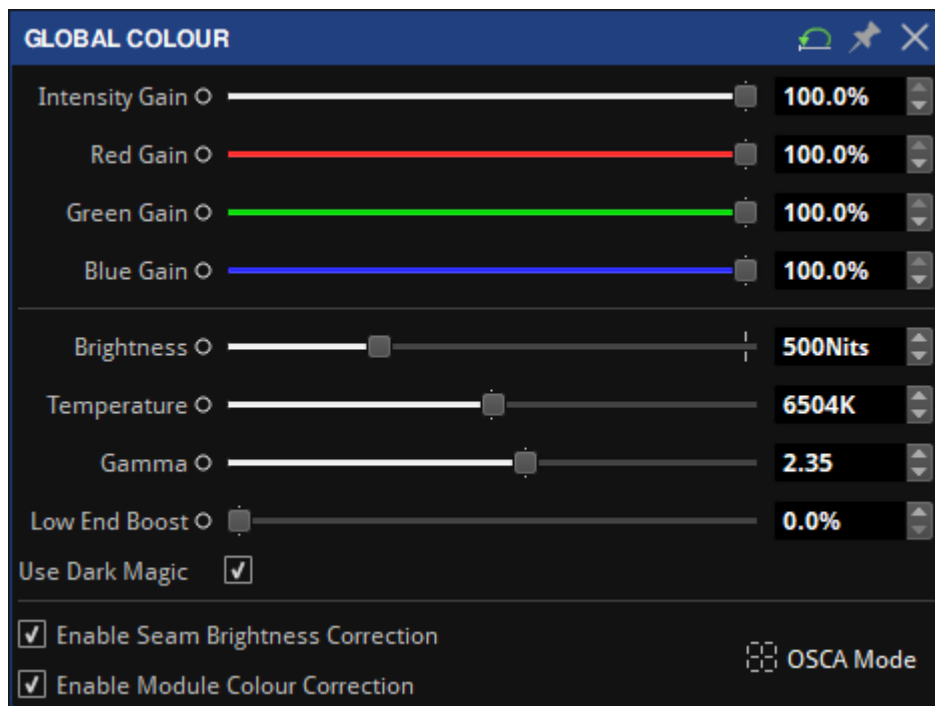 GLOBAL COLOUR
Intensity Gain 100.0%
Red Gain 100.0%
Green Gain 100.0%
Blue Gain 100.0%
Brightness 500Nits
Temperature 6504K
Gamma 2.35
Low End Boost 0.0%
Use Dark Magic
Enable Seam Brightness Correction
OSCA Mode
Enable Module Colour Correction